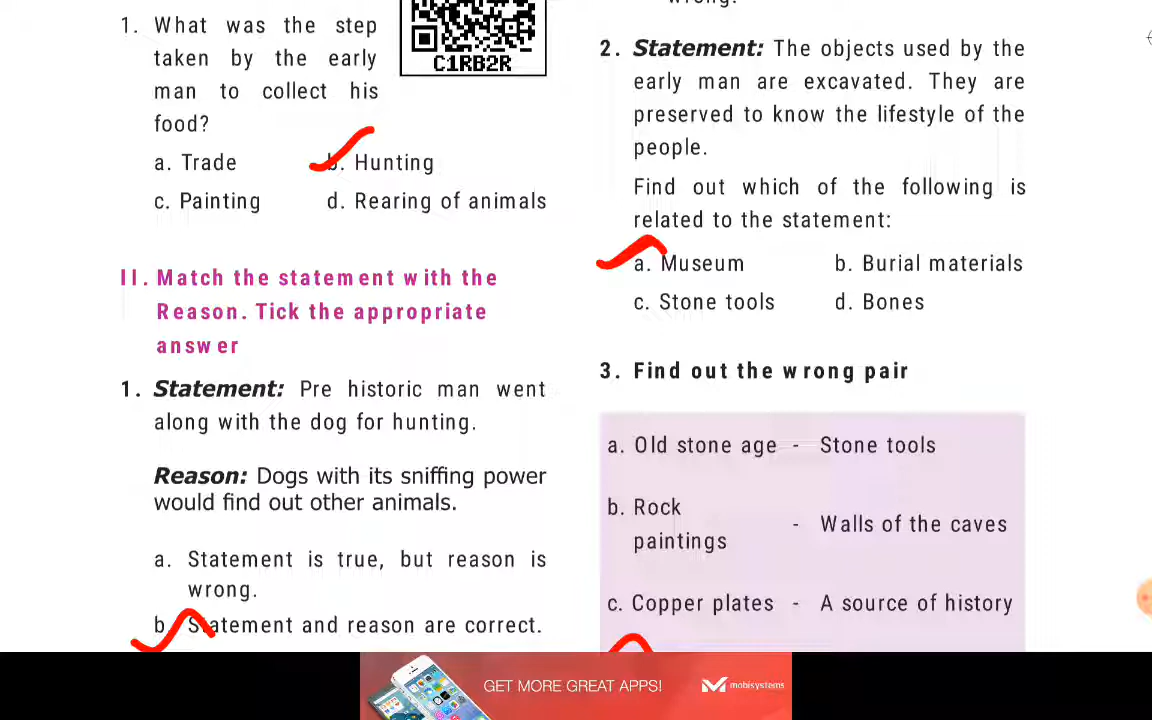 1. What was the step
taken by the early
man to collect his
food?
a. Trade
b. Hunting
c. Painting
d. Rearing of animals
C1RB2R
II. Match the statement with the
Reason. Tick the appropriate
answer
1. Statement: Pre historic man went
along with the dog for hunting.
Reason: Dogs with its sniffing power
would find out other animals.
a. Statement is true, but reason is
wrong.
b. Statement and reason are correct.
wrong.
2. Statement: The objects used by the
early man are excavated. They are
preserved to know the lifestyle of the
people.
Find out which of the following is
related to the statement:
a. Museum
b. Burial materials
c. Stone tools
d. Bones
3. Find out the wrong pair
a. Old stone age - Stone tools
b. Rock
paintings
- Walls of the caves
c. Copper plates - A source of history
GET MORE GREAT APPS!
mobisystems